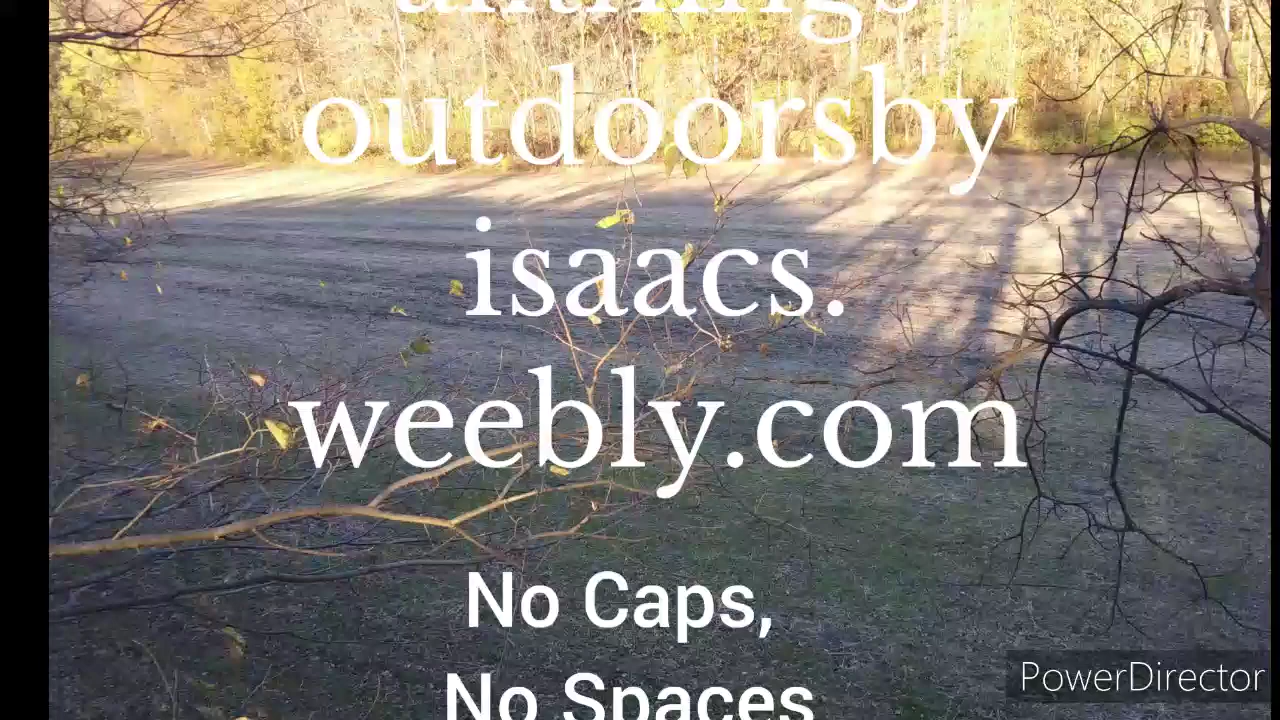 outdoorsby
isaacs.
weebly.com
No Caps,
No Spaces
PowerDirector